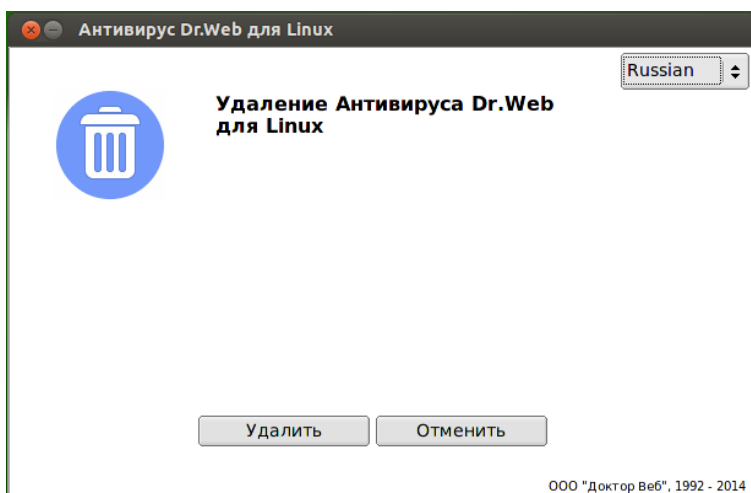 Антивирус Dr.Web для Linux
Russian
Удаление Антивируса Dr.Web
для Linux
Удалить Отменить
ООО "Доктор Веб", 1992 - 2014